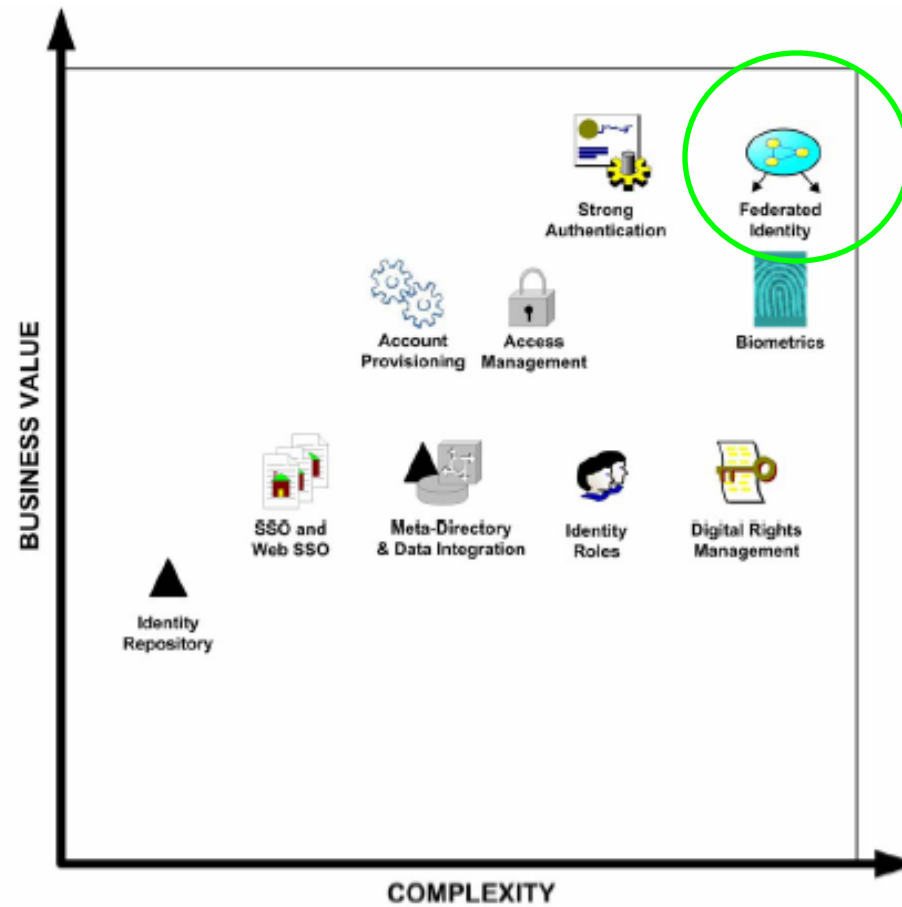 Strong
Authentication
Federated
Identity
Account
Provisioning
Access
Management
Biometrics
BUSINESS VALUE
SSO and
Web SSO
Meta-Directory
& Data Integration
Identity
Roles
Digital Rights
Management
Identity
Repository
COMPLEXITY